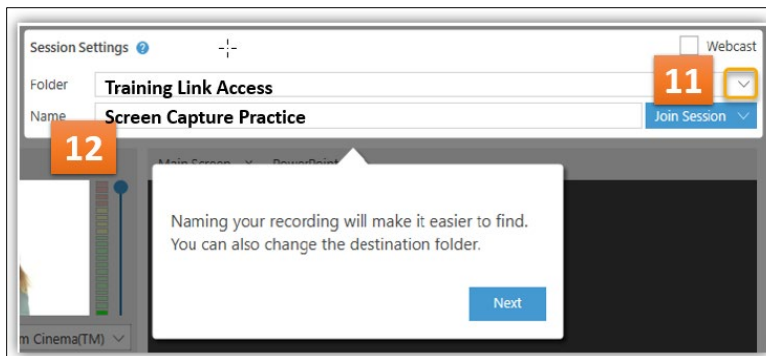 Session Settings ?
Webcast
Folder Training Link Access
11
Name Screen Capture Practice Join Session
12
Main Screen × PowerPoint
Naming your recording will make it easier to find.
You can also change the destination folder.
Next
m Cinema(TM)